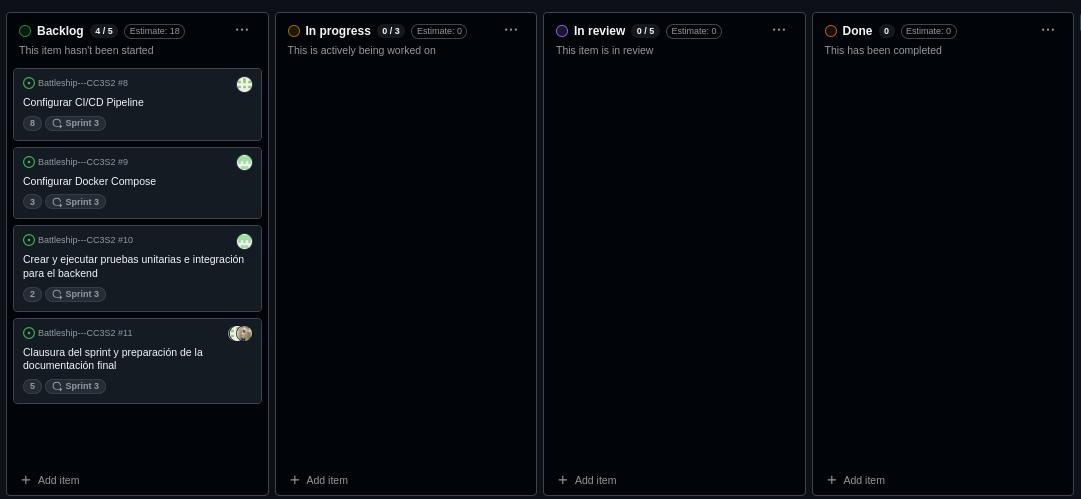 Backlog 4 / 5 Estimate: 18
This item hasn't been started
Battleship---CC3S2 #8
Configurar CI/CD Pipeline
8 Sprint 3
Battleship---CC3S2 #9
Configurar Docker Compose
3 Sprint 3
Battleship---CC3S2 #10
Crear y ejecutar pruebas unitarias e integración
para el backend
2 Sprint 3
Battleship---CC3S2 #11
Clausura del sprint y preparación de la
documentación final
5 Sprint 3
Add item
In progress 0 / 3 Estimate: 0
This is actively being worked on
Add item
In review 0 / 5 Estimate: 0
This item is in review
Add item
Done 0 Estimate: 0
This has been completed
Add item